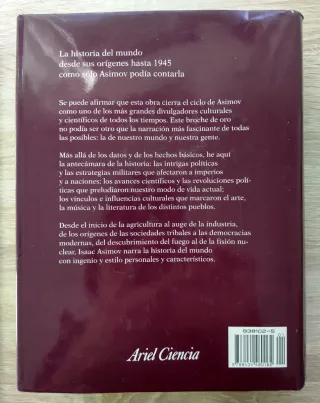 La historia del mundo
desde sus orígenes hasta 1945
como sólo Asimov podía contarla
Se puede afirmar que esta obra cierra el ciclo de Asimov
como uno de los más grandes divulgadores culturales
y científicos de todos los tiempos. Este broche de oro
no podía ser otro que la narración más fascinante de todas
las posibles: la de nuestro mundo y nuestra gente.
Más allá de los datos y de los hechos básicos, he aquí
la antecámara de la historia: las intrigas políticas
y las estrategias militares que afectaron a imperios
y a naciones; los avances científicos y las revoluciones polí-
ticas que preludiaron nuestro modo de vida actual;
los vínculos e influencias culturales que marcaron el arte,
la música y la literatura de los distintos pueblos.
Desde el inicio de la agricultura al auge de la industria,
de los orígenes de las sociedades tribales a las democracias
modernas, del descubrimiento del fuego al de la fisión nu-
clear, Isaac Asimov narra la historia del mundo
con ingenio y estilo personales y característicos.
938102-5
Ariel Ciencia